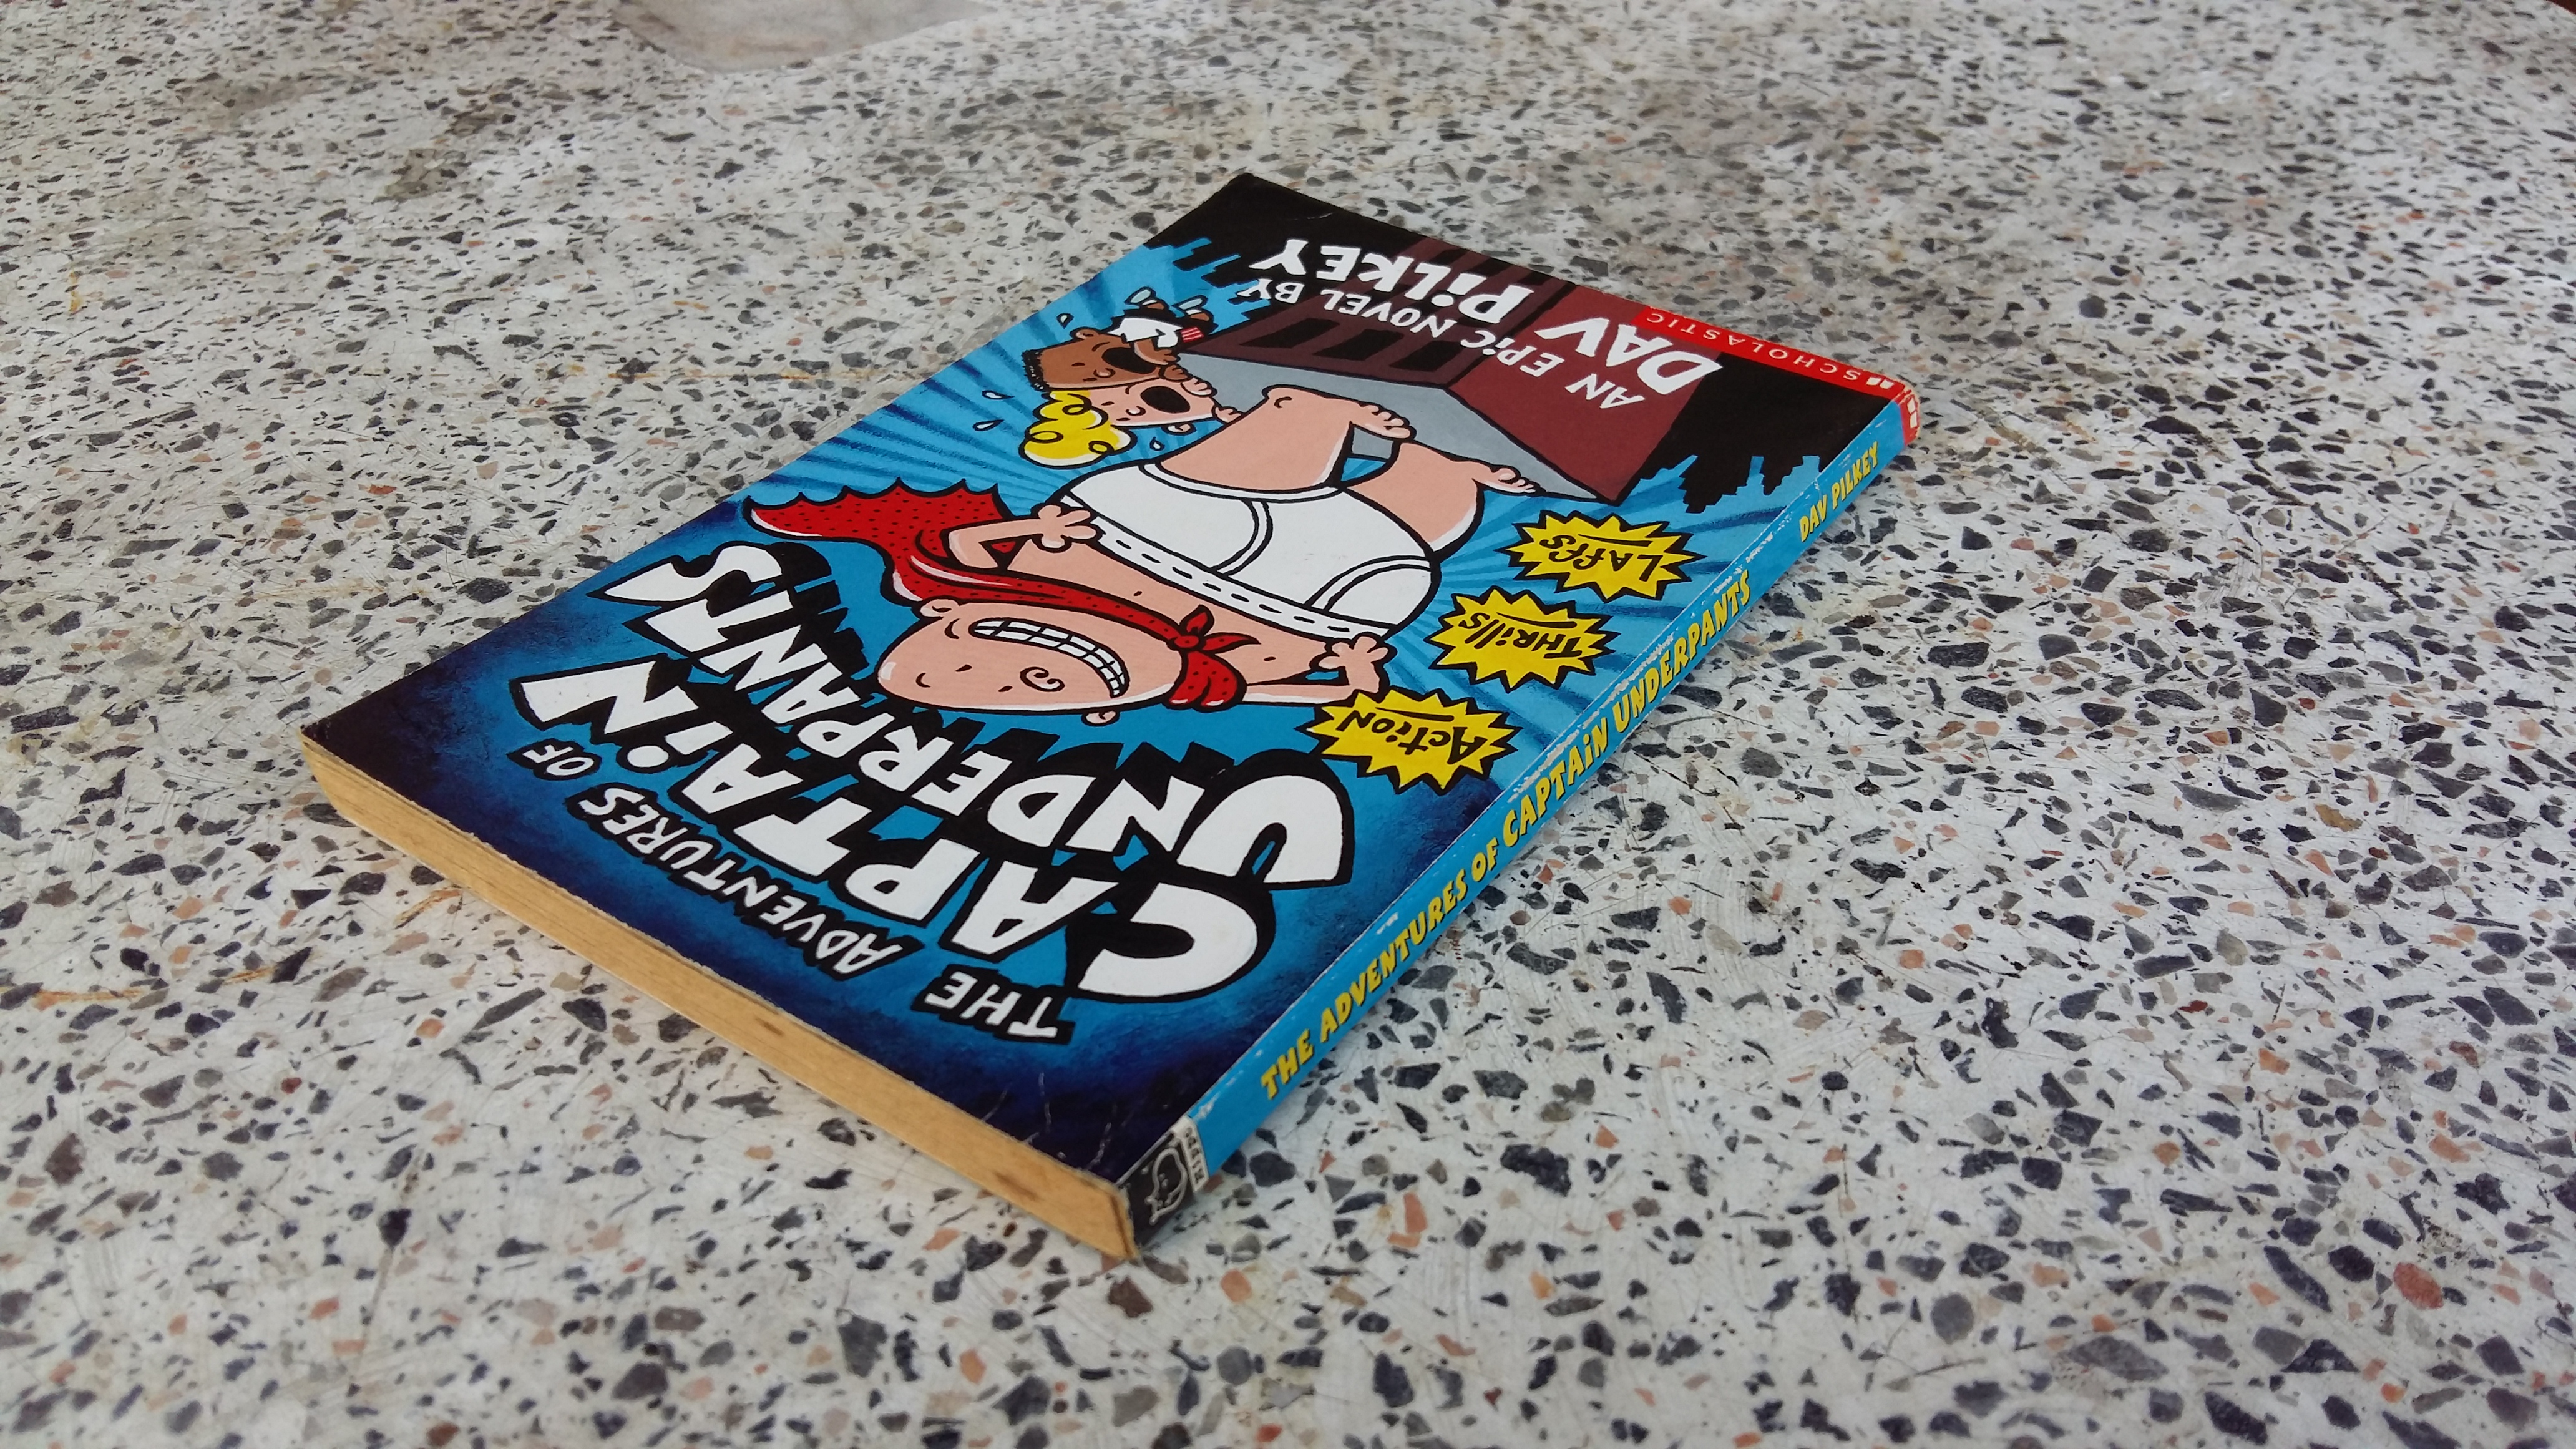 THE ADVENTURES OF
CAPTAiN
UNDERPANTS
ACTiON
THRillS
LAFFS
AN EPiC NOVEL BY
DAV PiLKEY
SCHOLASTIC
THE ADVENTURES OF CAPTAiN UNDERPANTS DAV PILKEY